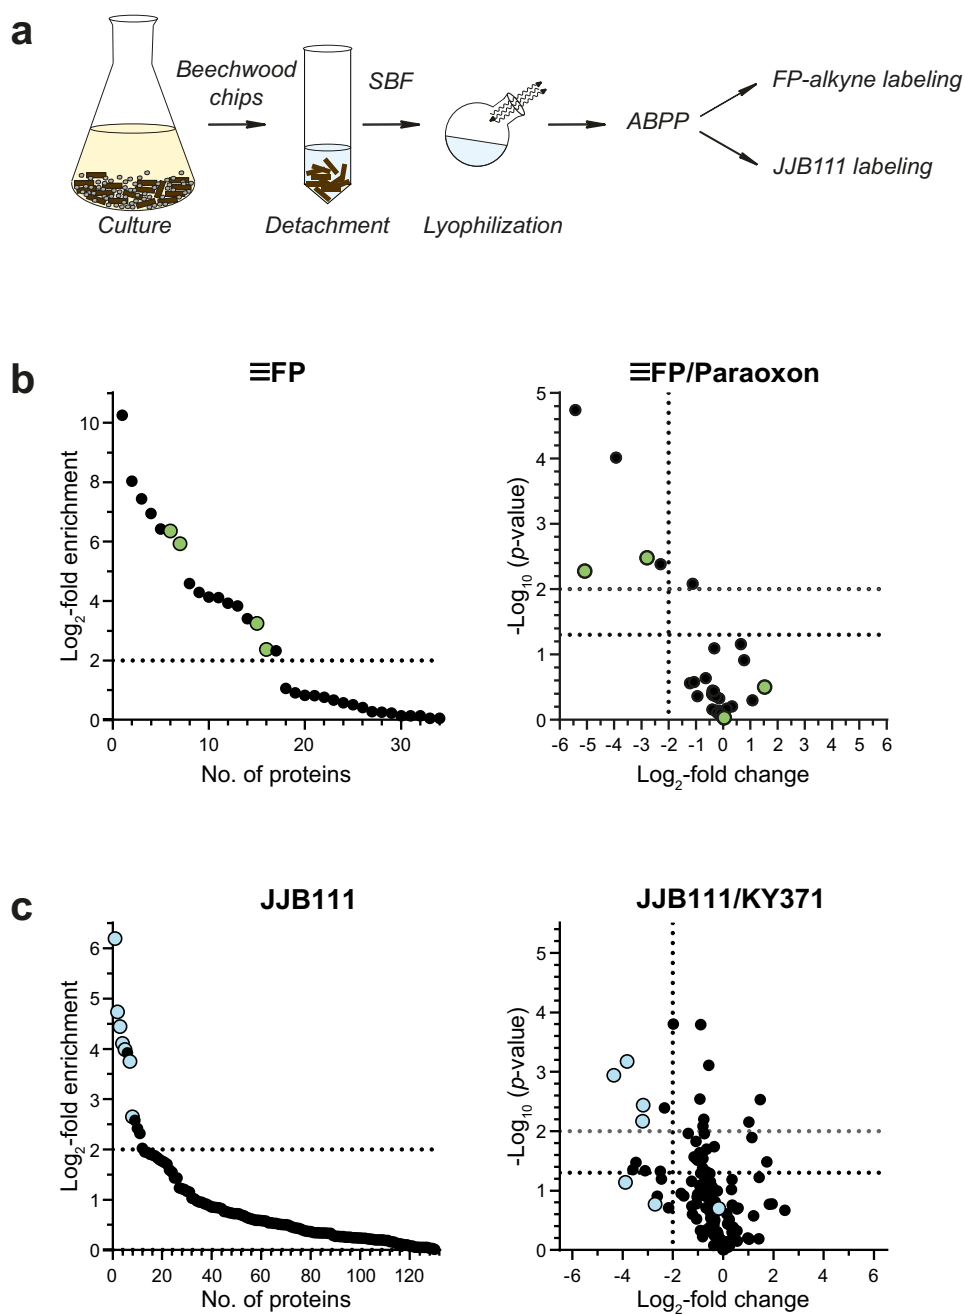 a
Beechwood
chips
SBF
FP-alkyne labeling
ABPP
JJB111 labeling
Culture
Detachment
Lyophilization
b
≡FP
Log2-fold enrichment
10
8
6
4
2
0
0 10 20 30
No. of proteins
≡FP/Paraoxon
-Log10 (p-value)
5
4
3
2
1
0
-6 -5 -4 -3 -2 -1 0 1 2 3 4 5 6
Log2-fold change
c
JJB111
Log2-fold enrichment
6
5
4
3
2
1
0
0 20 40 60 80 100 120
No. of proteins
JJB111/KY371
-Log10 (p-value)
5
4
3
2
1
0
-6 -4 -2 0 2 4 6
Log2-fold change